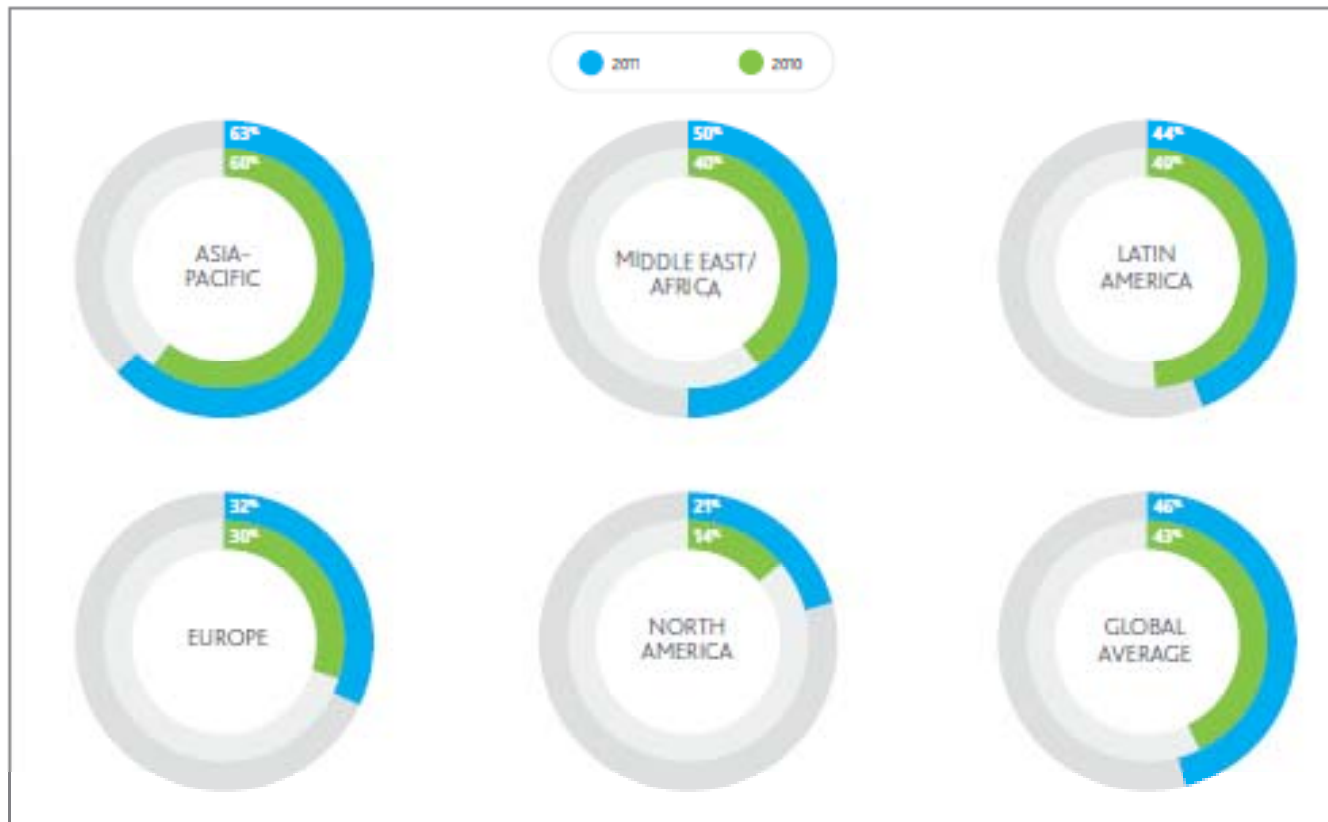 2011
2010
63%
60%
ASIA-
PACIFIC
50%
40%
MIDDLE EAST/
AFRICA
44%
49%
LATIN
AMERICA
32%
30%
EUROPE
21%
14%
NORTH
AMERICA
46%
43%
GLOBAL
AVERAGE